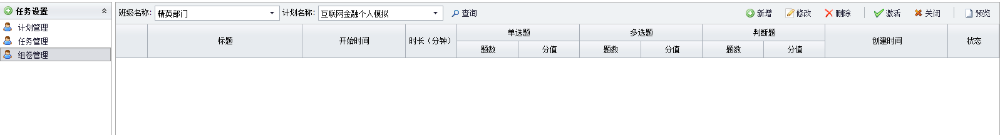 任务设置
计划管理
任务管理
组卷管理
班级名称: 精英部门 计划名称: 互联网金融个人模拟 查询 新增 修改 删除 激活 关闭 预览
标题 开始时间 时长（分钟） 单选题 多选题 判断题 创建时间 状态
题数 分值 题数 分值 题数 分值